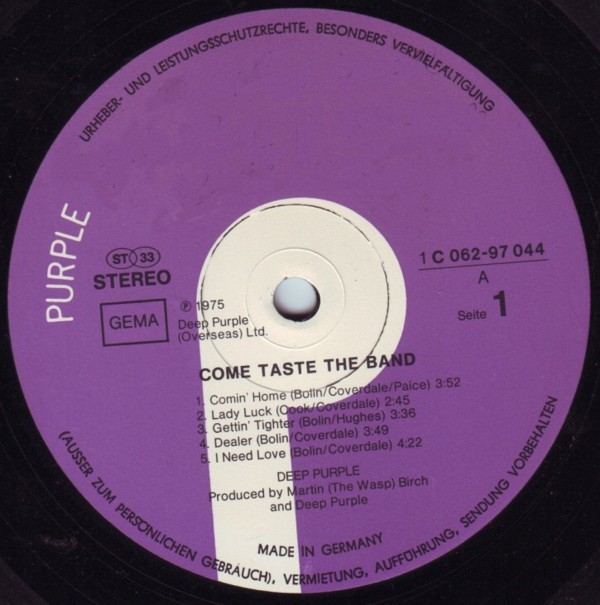 URHEBER- UND LEISTUNGSSCHUTZRECHTE, BESONDERS VERVIELFÄLTIGUNG
PURPLE
ST 33
STEREO
GEMA
℗ 1975
Deep Purple
(Overseas) Ltd.
1 C 062-97 044
A
Seite 1
COME TASTE THE BAND
1. Comin' Home (Bolin/Coverdale/Paice) 3:52
2. Lady Luck (Cook/Coverdale) 2:45
3. Gettin' Tighter (Bolin/Hughes) 3:36
4. Dealer (Bolin/Coverdale) 3:49
5. I Need Love (Bolin/Coverdale) 4:22
DEEP PURPLE
Produced by Martin (The Wasp) Birch
and Deep Purple
MADE IN GERMANY
(AUSSER ZUM PERSÖNLICHEN GEBRAUCH), VERMIETUNG, AUFFÜHRUNG, SENDUNG VORBEHALTEN